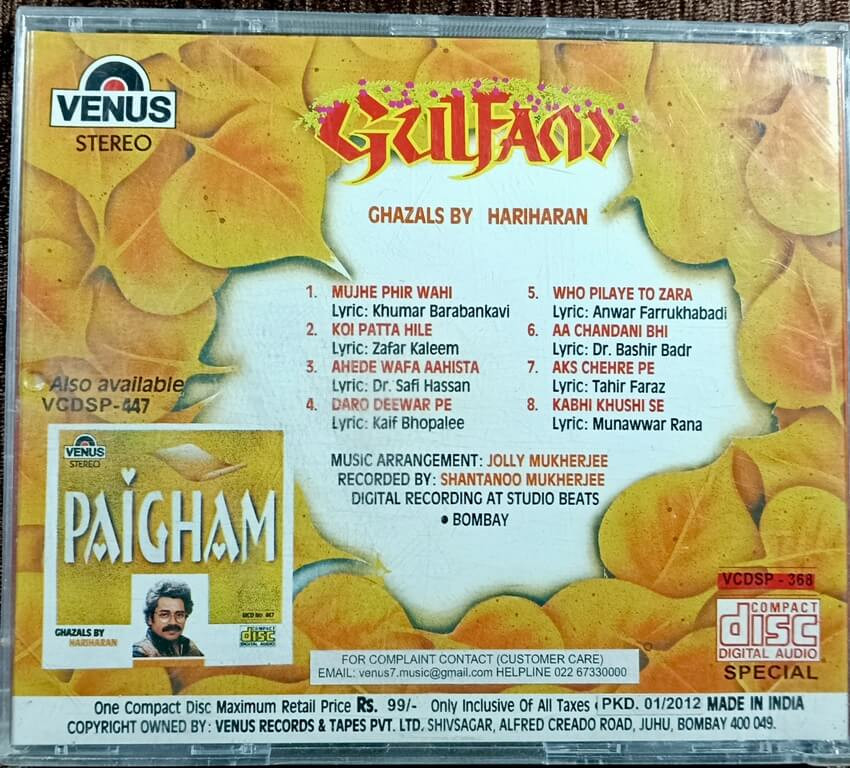 VENUS
STEREO
GULFAM
GHAZALS BY HARIHARAN
1. MUJHE PHIR WAHI
Lyric: Khumar Barabankavi
2. KOI PATTA HILE
Lyric: Zafar Kaleem
3. AHEDE WAFA AAHISTA
Lyric: Dr. Safi Hassan
4. DARO DEEWAR PE
Lyric: Kaif Bhopalee
5. WHO PILAYE TO ZARA
Lyric: Anwar Farrukhabadi
6. AA CHANDANI BHI
Lyric: Dr. Bashir Badr
7. AKS CHEHRE PE
Lyric: Tahir Faraz
8. KABHI KHUSHI SE
Lyric: Munawwar Rana
MUSIC ARRANGEMENT: JOLLY MUKHERJEE
RECORDED BY: SHANTANOO MUKHERJEE
DIGITAL RECORDING AT STUDIO BEATS
• BOMBAY
Also available
VCDSP-447
VENUS
STEREO
PAIGHAM
GHAZALS BY
HARIHARAN
MCD No. 447
COMPACT
disc
DIGITAL AUDIO
VCDSP - 368
COMPACT
disc
DIGITAL AUDIO
SPECIAL
FOR COMPLAINT CONTACT (CUSTOMER CARE)
EMAIL: venus7.music@gmail.com HELPLINE 022 67330000
One Compact Disc Maximum Retail Price Rs. 99/- Only Inclusive Of All Taxes PKD. 01/2012 MADE IN INDIA
COPYRIGHT OWNED BY: VENUS RECORDS & TAPES PVT. LTD. SHIVSAGAR, ALFRED CREADO ROAD, JUHU, BOMBAY 400 049.